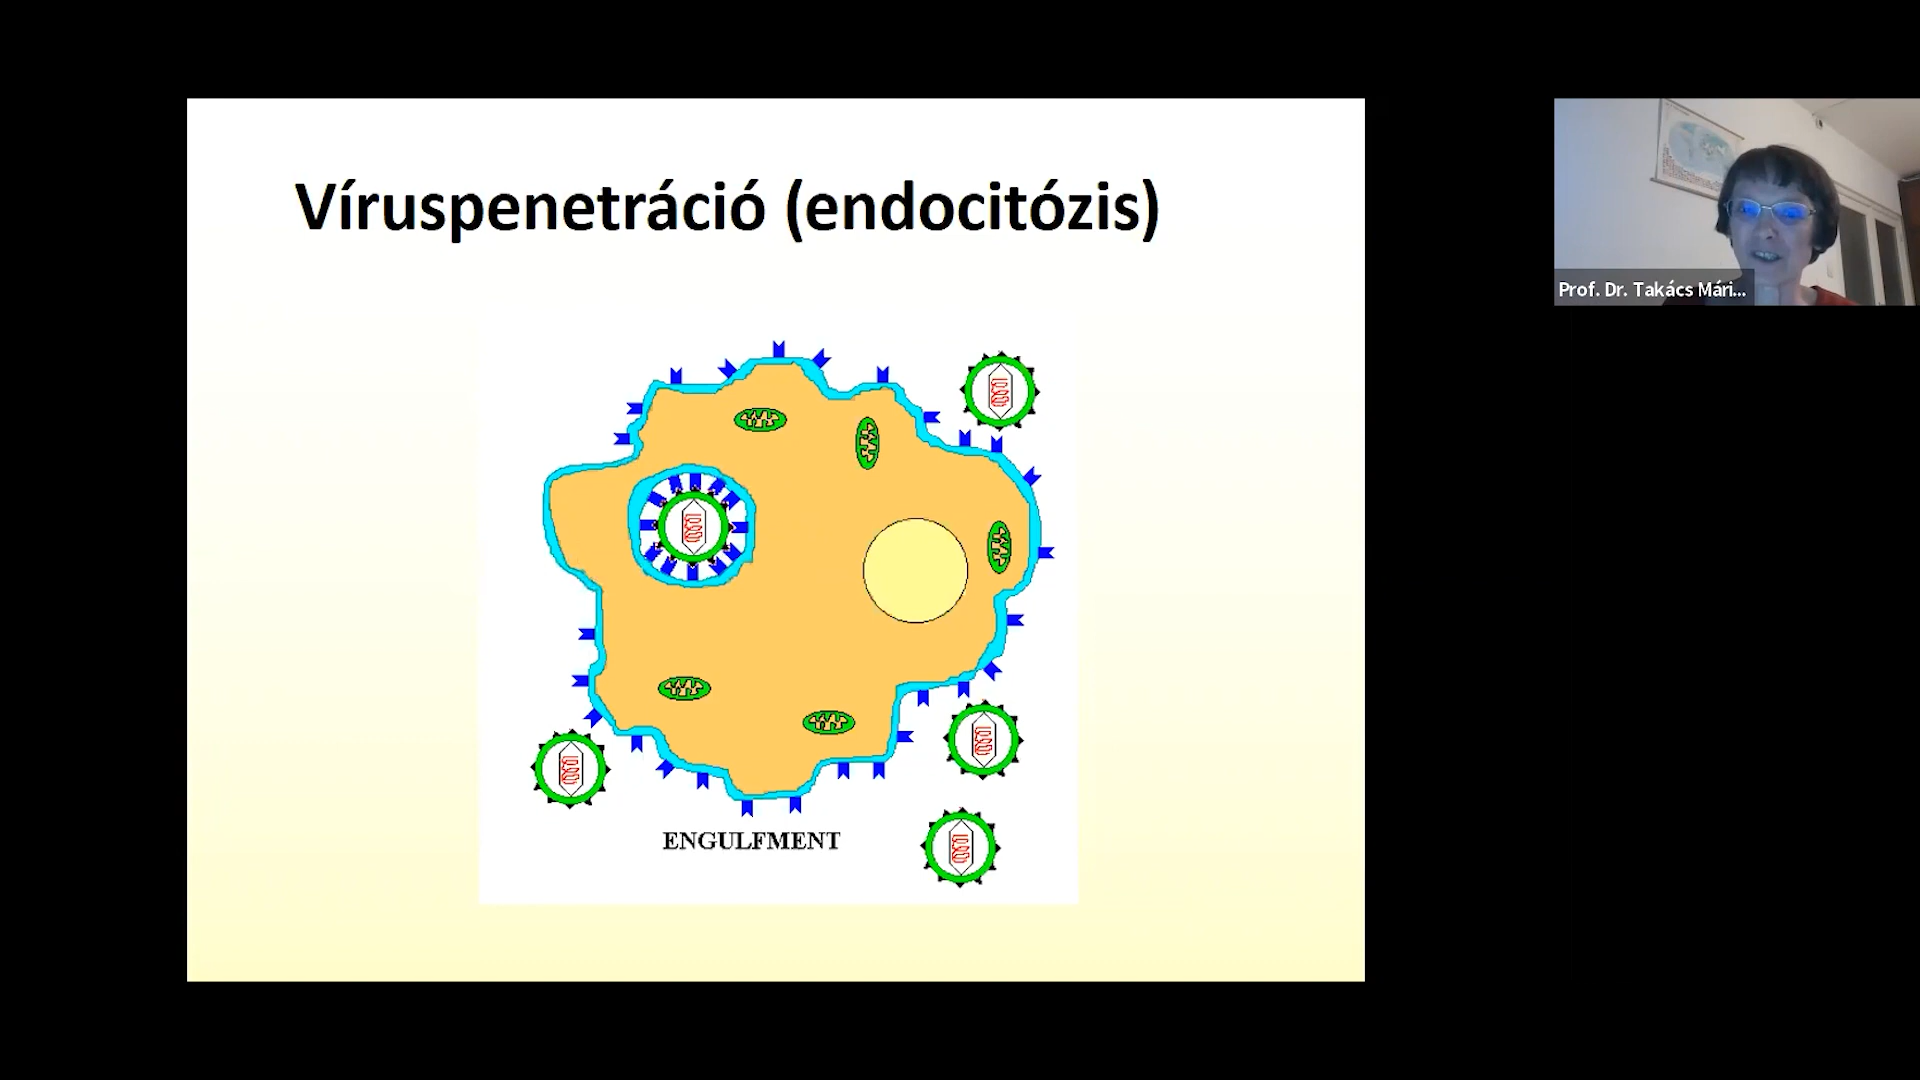 Víruspenetráció (endocitózis)
Prof. Dr. Takács Mári...
ENGULFMENT